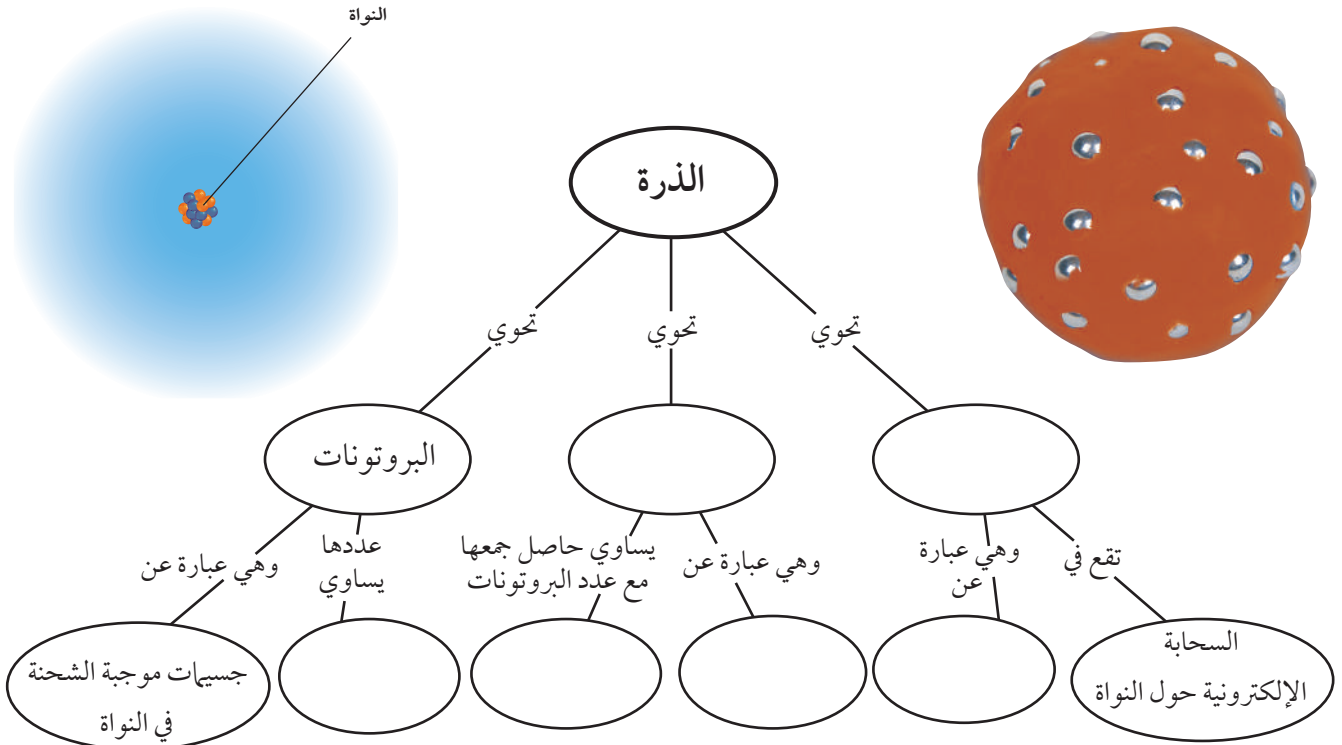 النواة
الذرة
تحوي
تحوي
تحوي
البروتونات
تقع في
وهي عبارة
عن
وهي عبارة عن
يساوي حاصل جمعها
مع عدد البروتونات
عددها
يساوي
وهي عبارة عن
السحابة
الإلكترونية حول النواة
جسيمات موجبة الشحنة
في النواة